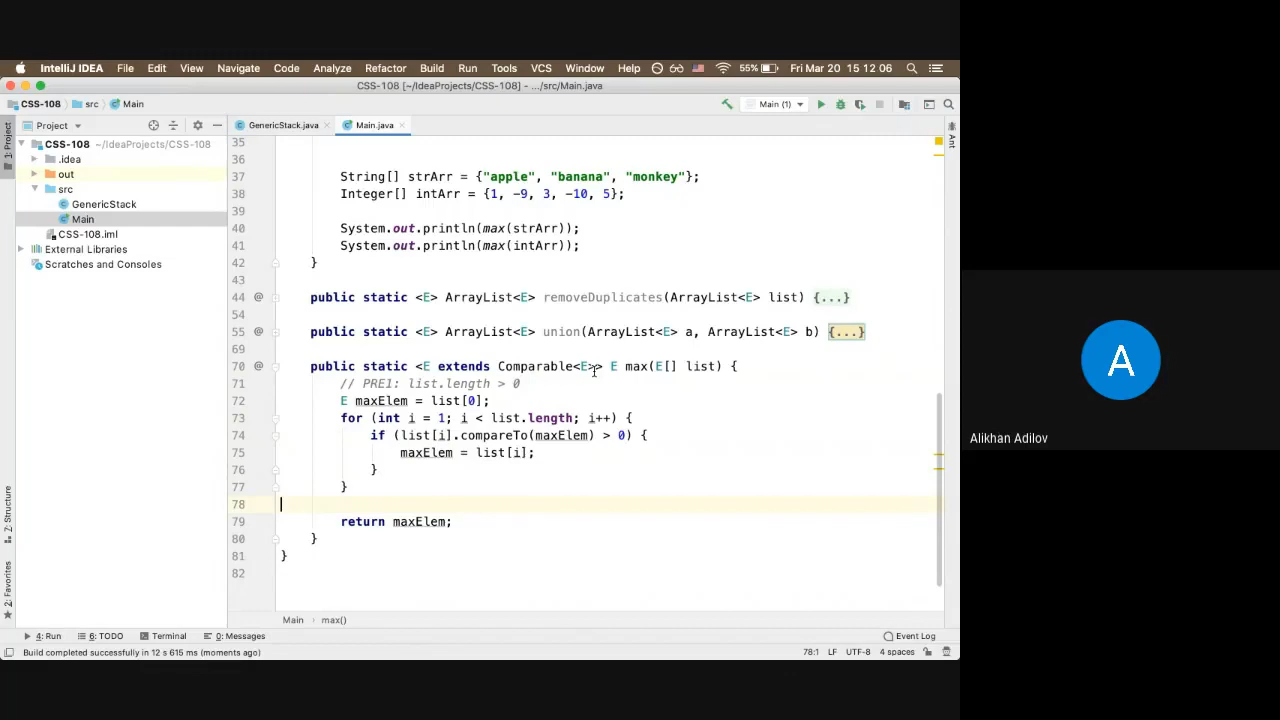 IntelliJ IDEA File Edit View Navigate Code Analyze Refactor Build Run Tools VCS Window Help 55% Fri Mar 20 15 12 06
CSS-108 [~/IdeaProjects/CSS-108] - .../src/Main.java
CSS-108 src Main Main (1)
Project GenericStack.java Main.java
1: Project
Ant
CSS-108 ~/IdeaProjects/CSS-108
.idea
out
src
GenericStack
Main
CSS-108.iml
External Libraries
Scratches and Consoles
7: Structure
2: Favorites
35
36
37 String[] strArr = {"apple", "banana", "monkey"};
38 Integer[] intArr = {1, -9, 3, -10, 5};
39
40 System.out.println(max(strArr));
41 System.out.println(max(intArr));
42 }
43
44 @ public static <E> ArrayList<E> removeDuplicates(ArrayList<E> list) {...}
54
55 @ public static <E> ArrayList<E> union(ArrayList<E> a, ArrayList<E> b) {...}
69
70 @ public static <E extends Comparable<E>> E max(E[] list) {
71 // PRE1: list.length > 0
72 E maxElem = list[0];
73 for (int i = 1; i < list.length; i++) {
74 if (list[i].compareTo(maxElem) > 0) {
75 maxElem = list[i];
76 }
77 }
78
79 return maxElem;
80 }
81 }
82
Main max()
4: Run 6: TODO Terminal 0: Messages Event Log
Build completed successfully in 12 s 615 ms (moments ago) 78:1 LF UTF-8 4 spaces
A
Alikhan Adilov